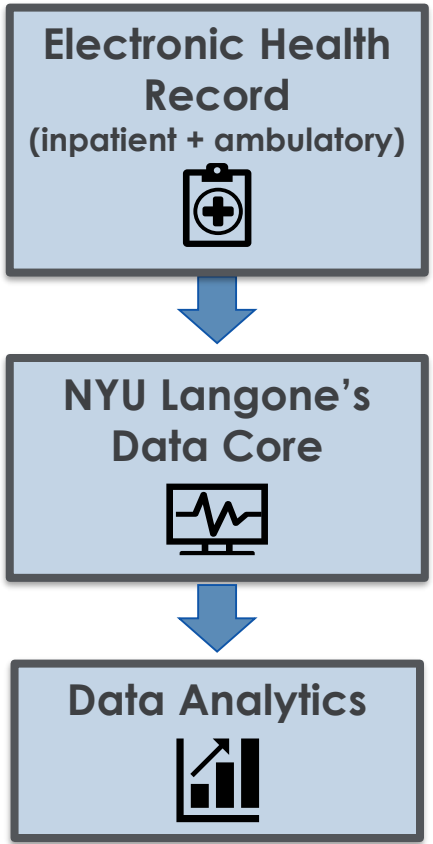 Electronic Health
Record
(inpatient + ambulatory)
NYU Langone’s
Data Core
Data Analytics